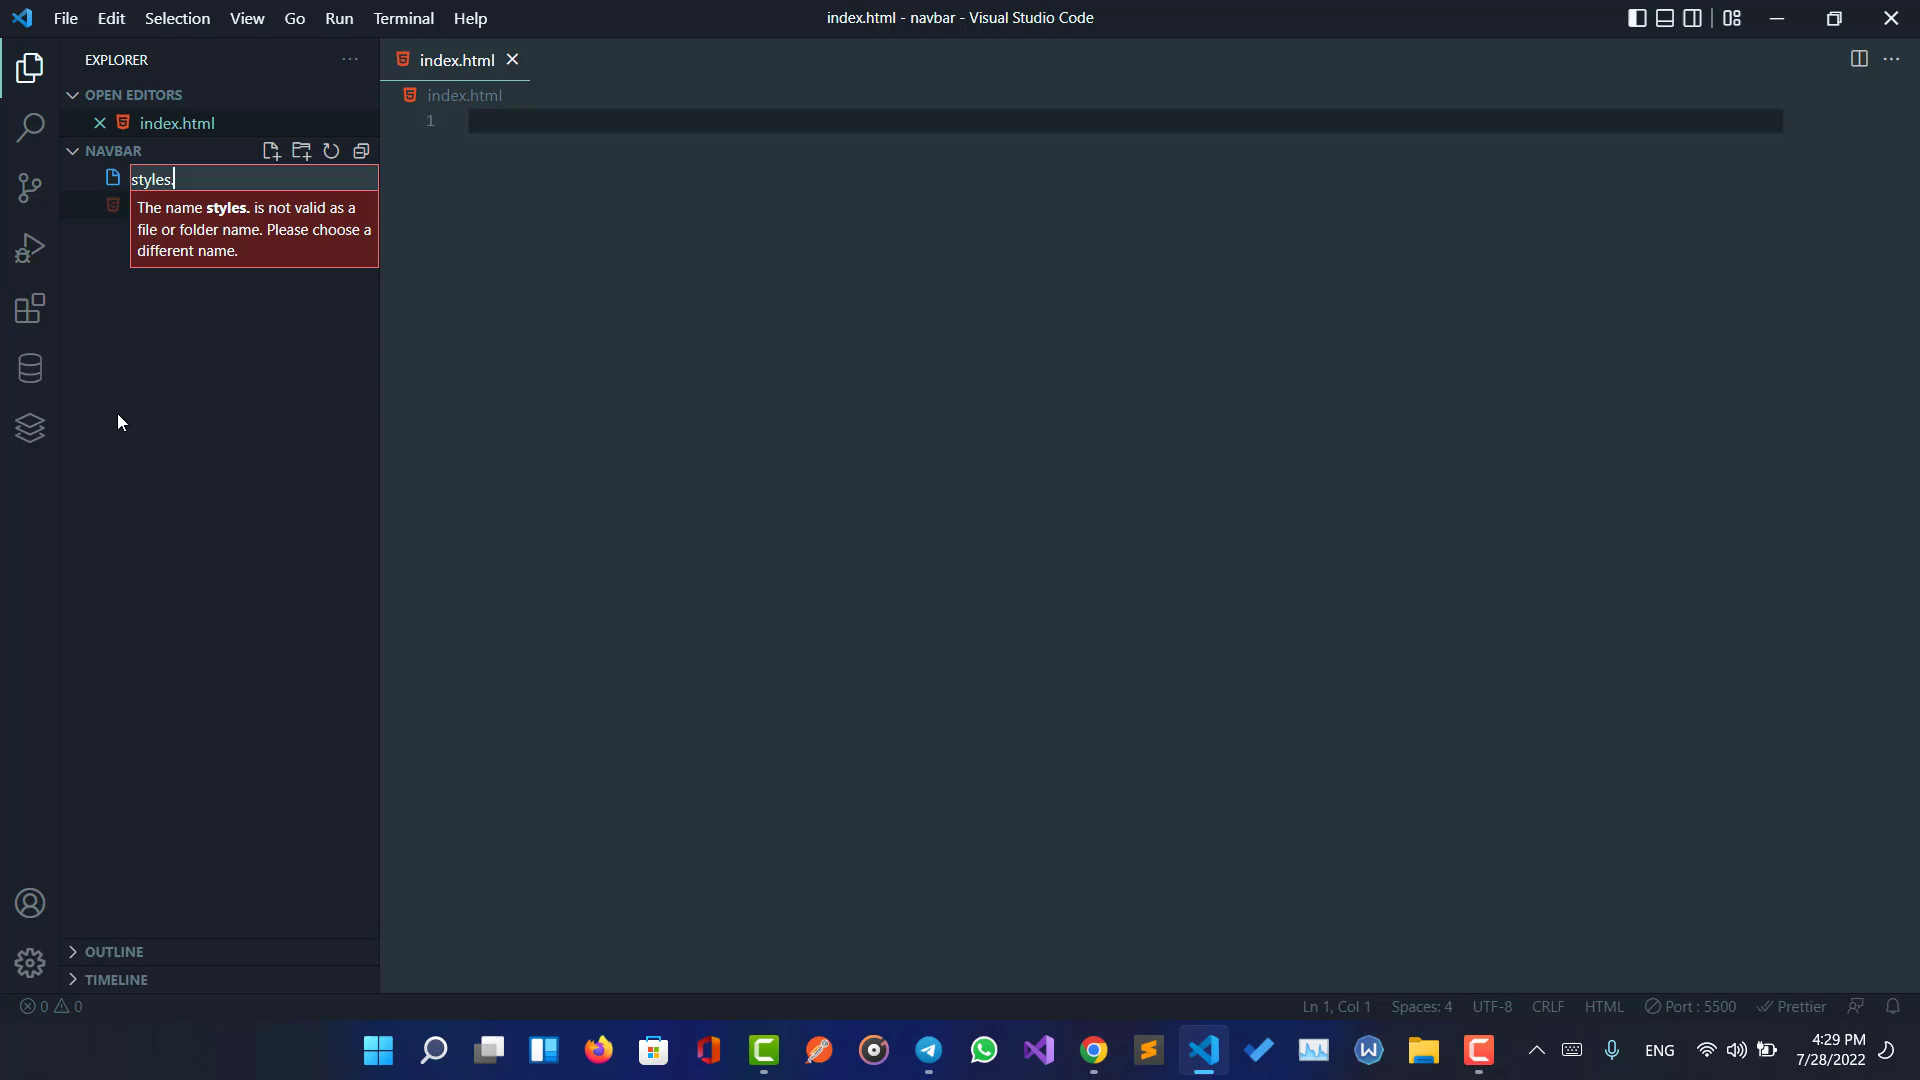 File Edit Selection View Go Run Terminal Help
index.html - navbar - Visual Studio Code
EXPLORER
OPEN EDITORS
index.html
NAVBAR
styles.
The name styles. is not valid as a
file or folder name. Please choose a
different name.
index.html
index.html
1
OUTLINE
TIMELINE
0 0
Ln 1, Col 1 Spaces: 4 UTF-8 CRLF HTML Port : 5500 Prettier
ENG
4:29 PM
7/28/2022